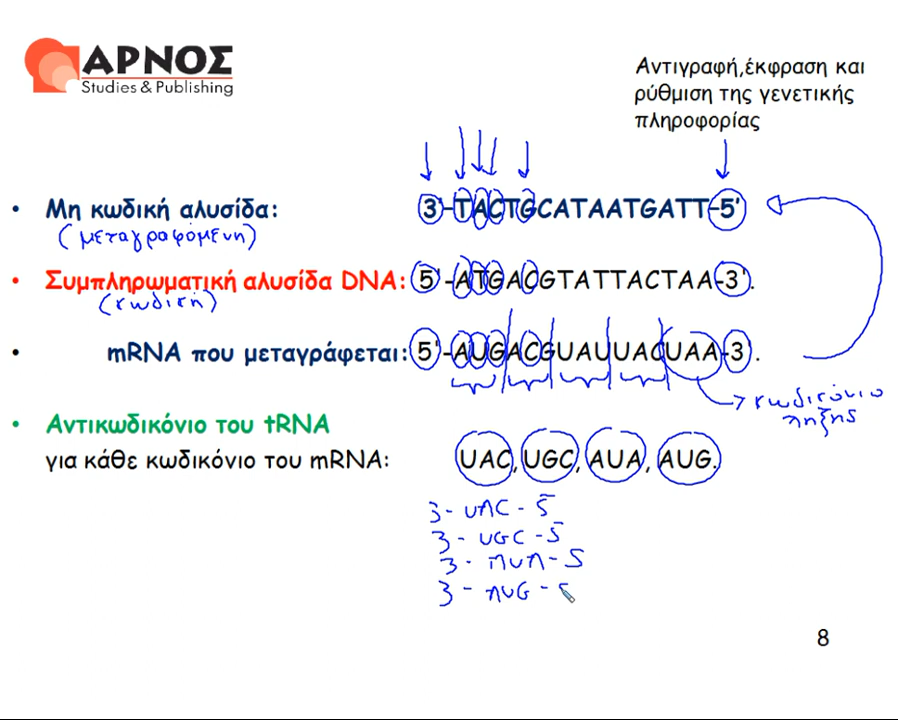 ΑΡΝΟΣ
Studies & Publishing
Αντιγραφή,έκφραση και
ρύθμιση της γενετικής
πληροφορίας
• Μη κωδική αλυσίδα: 3'-TACTGCATAATGATT-5'
(μεταγραφόμενη)
• Συμπληρωματική αλυσίδα DNA: 5'-ATGACGTATTACTAA-3'.
(κωδική)
• mRNA που μεταγράφεται: 5'-AUGACGUAUUACUAA-3'.
κωδικόνιο
λήξης
• Αντικωδικόνιο του tRNA
για κάθε κωδικόνιο του mRNA: UAC, UGC, AUA, AUG.
3 - UAC - 5
3 - UGC - 5
3 - AUA - 5
3 - AUG - 5
8